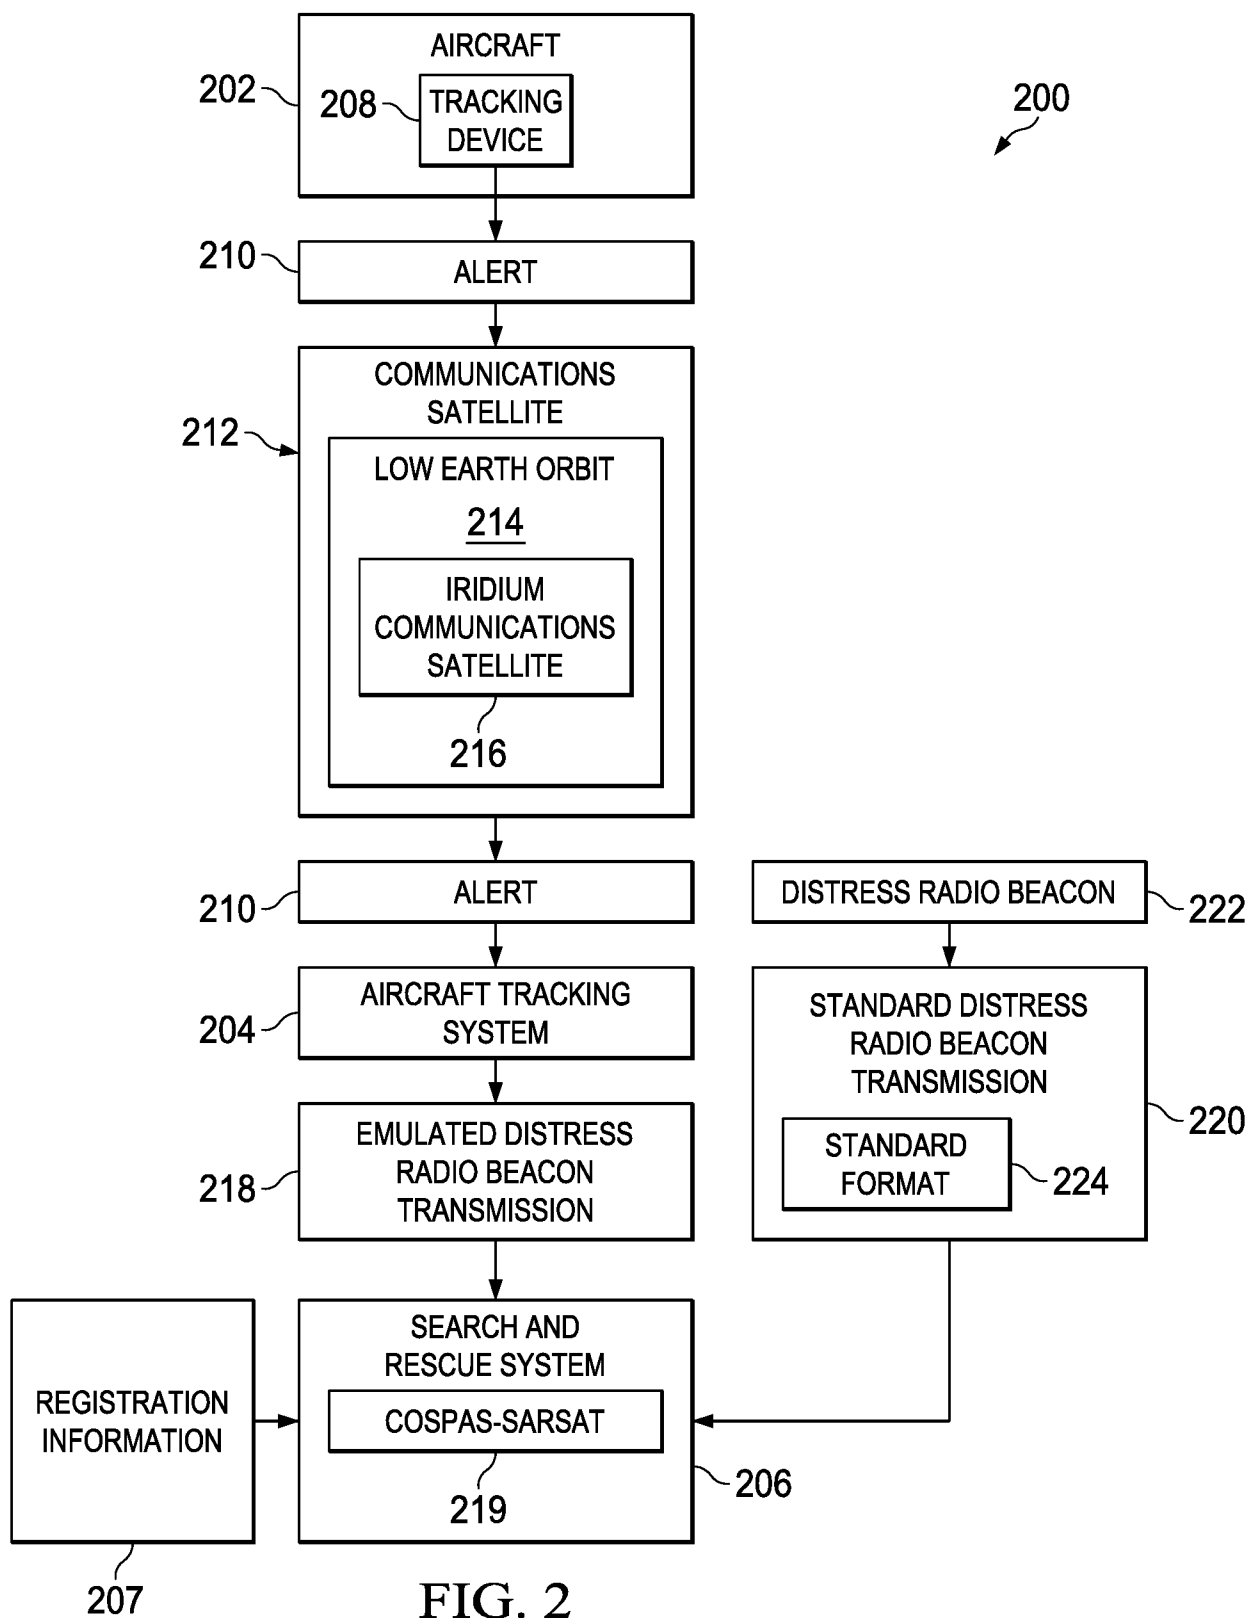 AIRCRAFT
202
208
TRACKING
DEVICE
200
210
ALERT
COMMUNICATIONS
SATELLITE
212
LOW EARTH ORBIT
214
IRIDIUM
COMMUNICATIONS
SATELLITE
216
210
ALERT
DISTRESS RADIO BEACON
222
204
AIRCRAFT TRACKING
SYSTEM
STANDARD DISTRESS
RADIO BEACON
TRANSMISSION
220
STANDARD
FORMAT
224
218
EMULATED DISTRESS
RADIO BEACON
TRANSMISSION
REGISTRATION
INFORMATION
207
SEARCH AND
RESCUE SYSTEM
COSPAS-SARSAT
219
206
FIG. 2